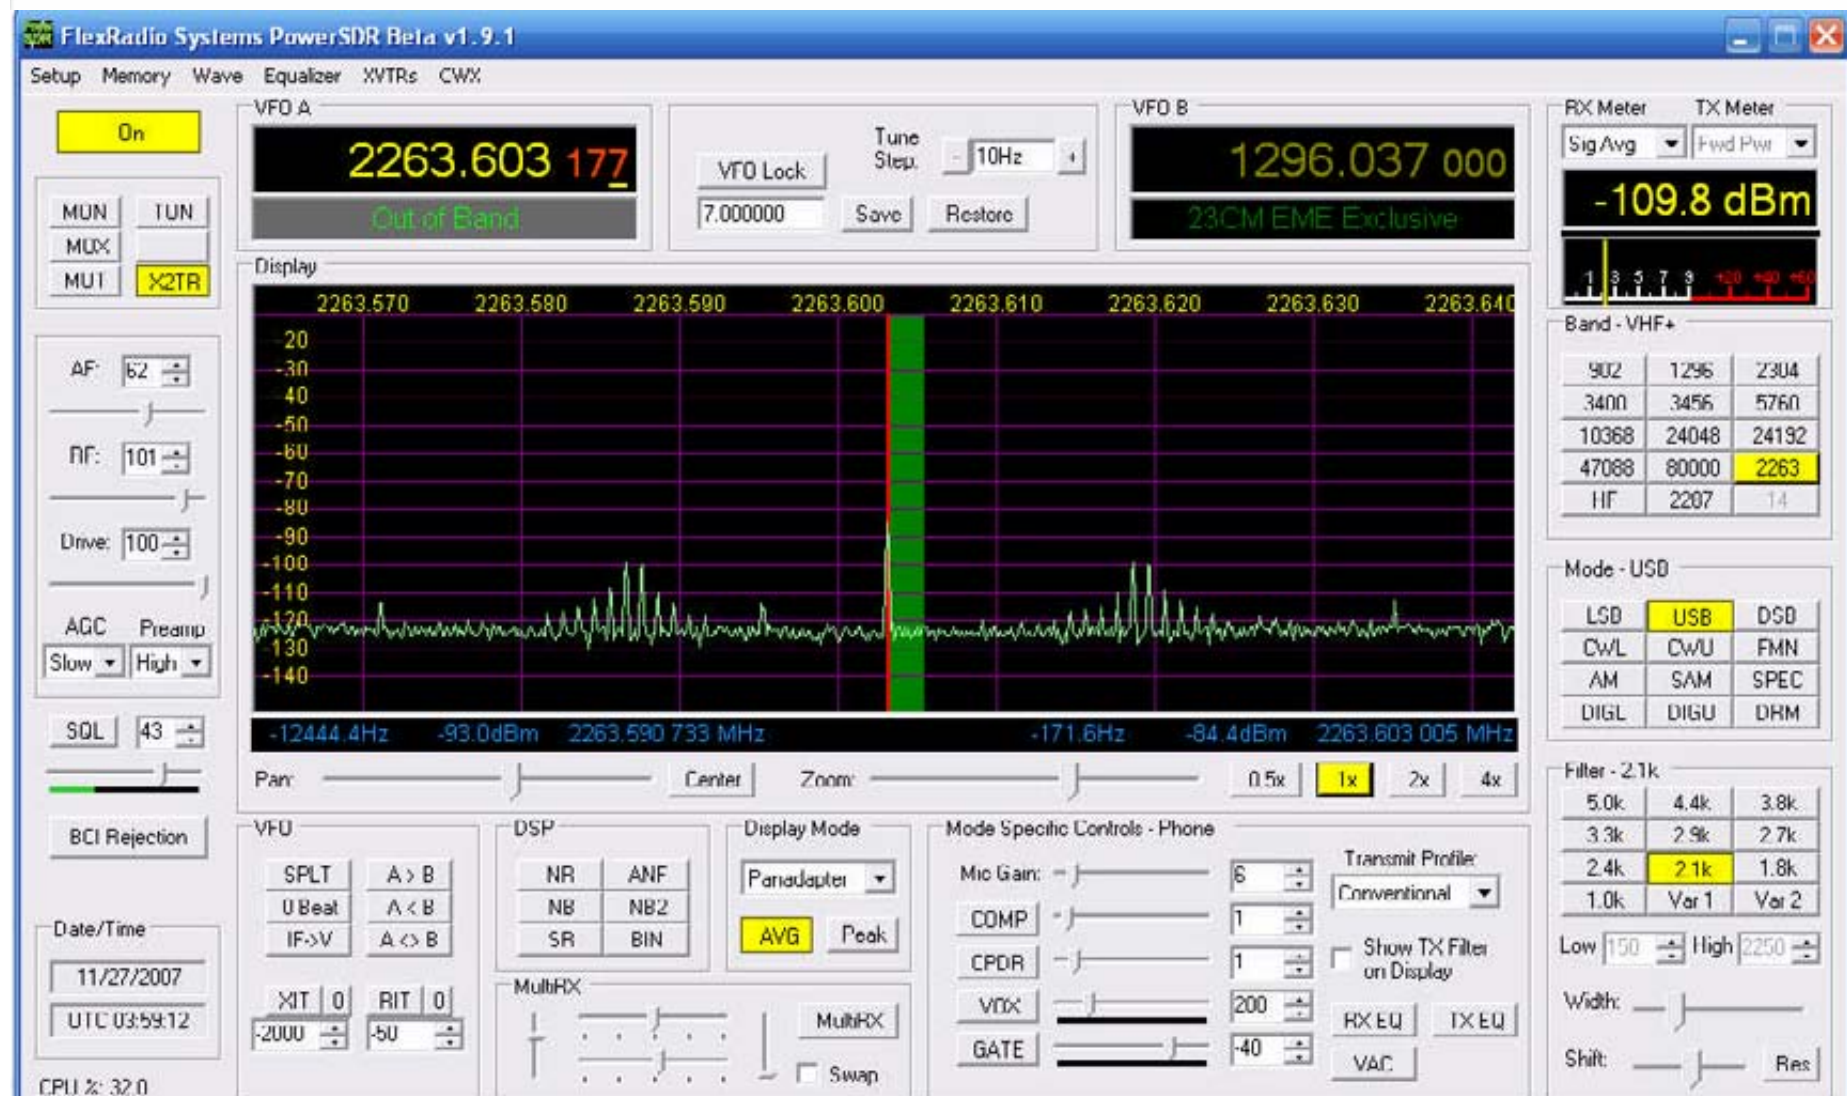 FlexRadio Systems PowerSDR Beta v1.9.1
Setup Memory Wave Equalizer XVTRs CWX
On
MON TUN
MUX
MUT X2TR
AF: 62
RF: 101
Drive: 100
AGC Preamp
Slow High
SQL 43
BCI Rejection
Date/Time
11/27/2007
UTC 03:59:12
CPU %: 32.0
VFO A
2263.603 177
Out of Band
VFO Lock
Tune Step:
- 10Hz +
7.000000 Save Restore
VFO B
1296.037 000
23CM EME Exclusive
Display
2263.570 2263.580 2263.590 2263.600 2263.610 2263.620 2263.630 2263.640
-20
-30
-40
-50
-60
-70
-80
-90
-100
-110
-120
-130
-140
-12444.4Hz -93.0dBm 2263.590 733 MHz -171.6Hz -84.4dBm 2263.603 005 MHz
Pan: Center Zoom: 0.5x 1x 2x 4x
VFO
SPLT A > B
0 Beat A < B
IF->V A <> B
XIT 0 RIT 0
-2000 -50
DSP
NR ANF
NB NB2
SR BIN
Display Mode
Panadapter
AVG Peak
MultiRX
MultiRX
Swap
Mode Specific Controls - Phone
Mic Gain: 6
COMP 1
CPDR 1
VOX 200
GATE -40
Transmit Profile:
Conventional
Show TX Filter
on Display
RX EQ TX EQ
VAC
RX Meter TX Meter
Sig Avg Fwd Pwr
-109.8 dBm
1 3 5 7 9 +20 +40 +60
Band - VHF+
902 1296 2304
3400 3456 5760
10368 24048 24192
47088 80000 2263
HF 2287 14
Mode - USB
LSB USB DSB
CWL CWU FMN
AM SAM SPEC
DIGL DIGU DRM
Filter - 2.1k
5.0k 4.4k 3.8k
3.3k 2.9k 2.7k
2.4k 2.1k 1.8k
1.0k Var 1 Var 2
Low 150 High 2250
Width:
Shift: Res